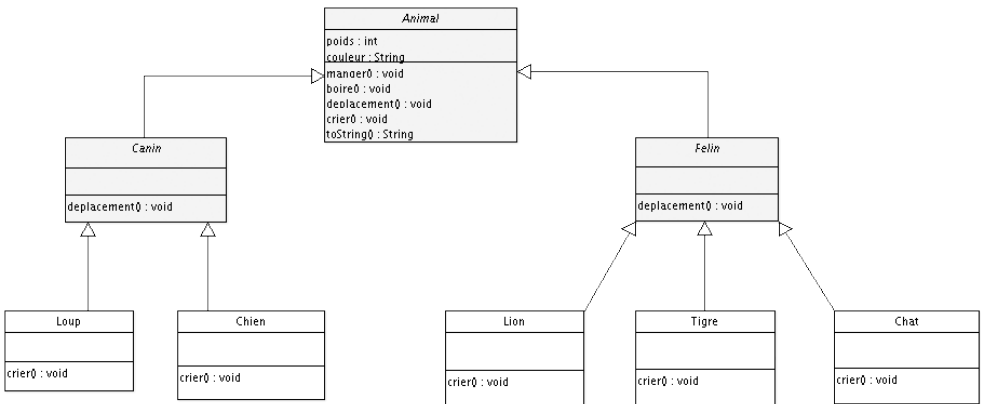 Animal
poids : int
couleur : String
manger() : void
boire() : void
deplacement() : void
crier() : void
toString() : String
Canin
deplacement() : void
Felin
deplacement() : void
Loup
crier() : void
Chien
crier() : void
Lion
crier() : void
Tigre
crier() : void
Chat
crier() : void